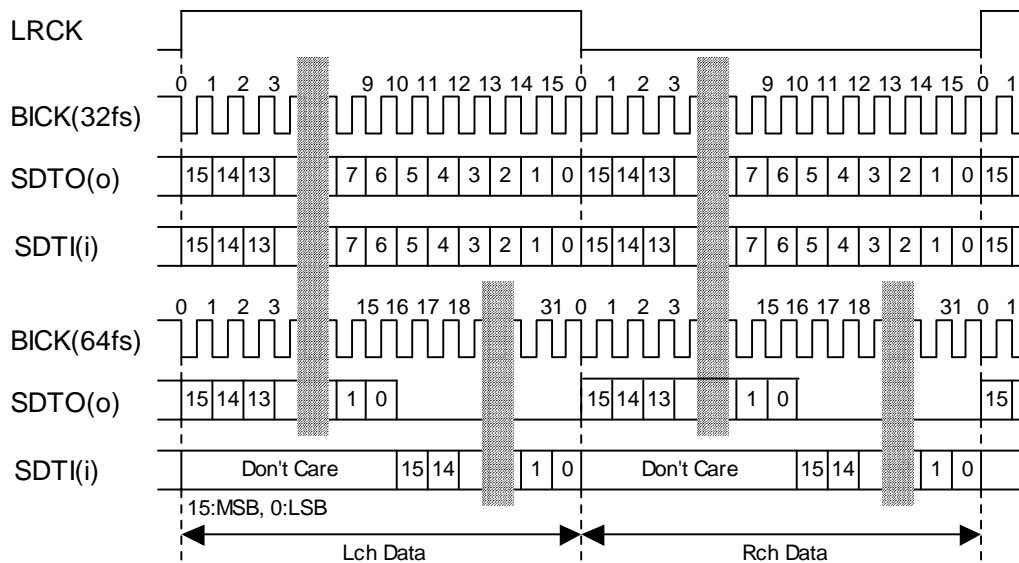 LRCK
0 1 2 3 9 10 11 12 13 14 15 0 1 2 3 9 10 11 12 13 14 15 0 1
BICK(32fs)
SDTO(o) 15 14 13 7 6 5 4 3 2 1 0 15 14 13 7 6 5 4 3 2 1 0 15
SDTI(i) 15 14 13 7 6 5 4 3 2 1 0 15 14 13 7 6 5 4 3 2 1 0 15
0 1 2 3 15 16 17 18 31 0 1 2 3 15 16 17 18 31 0 1
BICK(64fs)
SDTO(o) 15 14 13 1 0 15 14 13 1 0 15
SDTI(i) Don't Care 15 14 1 0 Don't Care 15 14 1 0
15:MSB, 0:LSB
Lch Data Rch Data